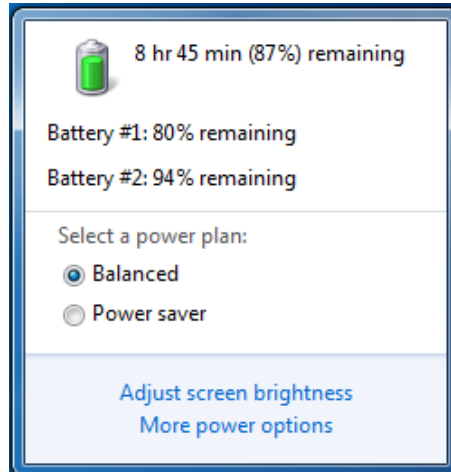 8 hr 45 min (87%) remaining
Battery #1: 80% remaining
Battery #2: 94% remaining
Select a power plan:
Balanced
Power saver
Adjust screen brightness
More power options